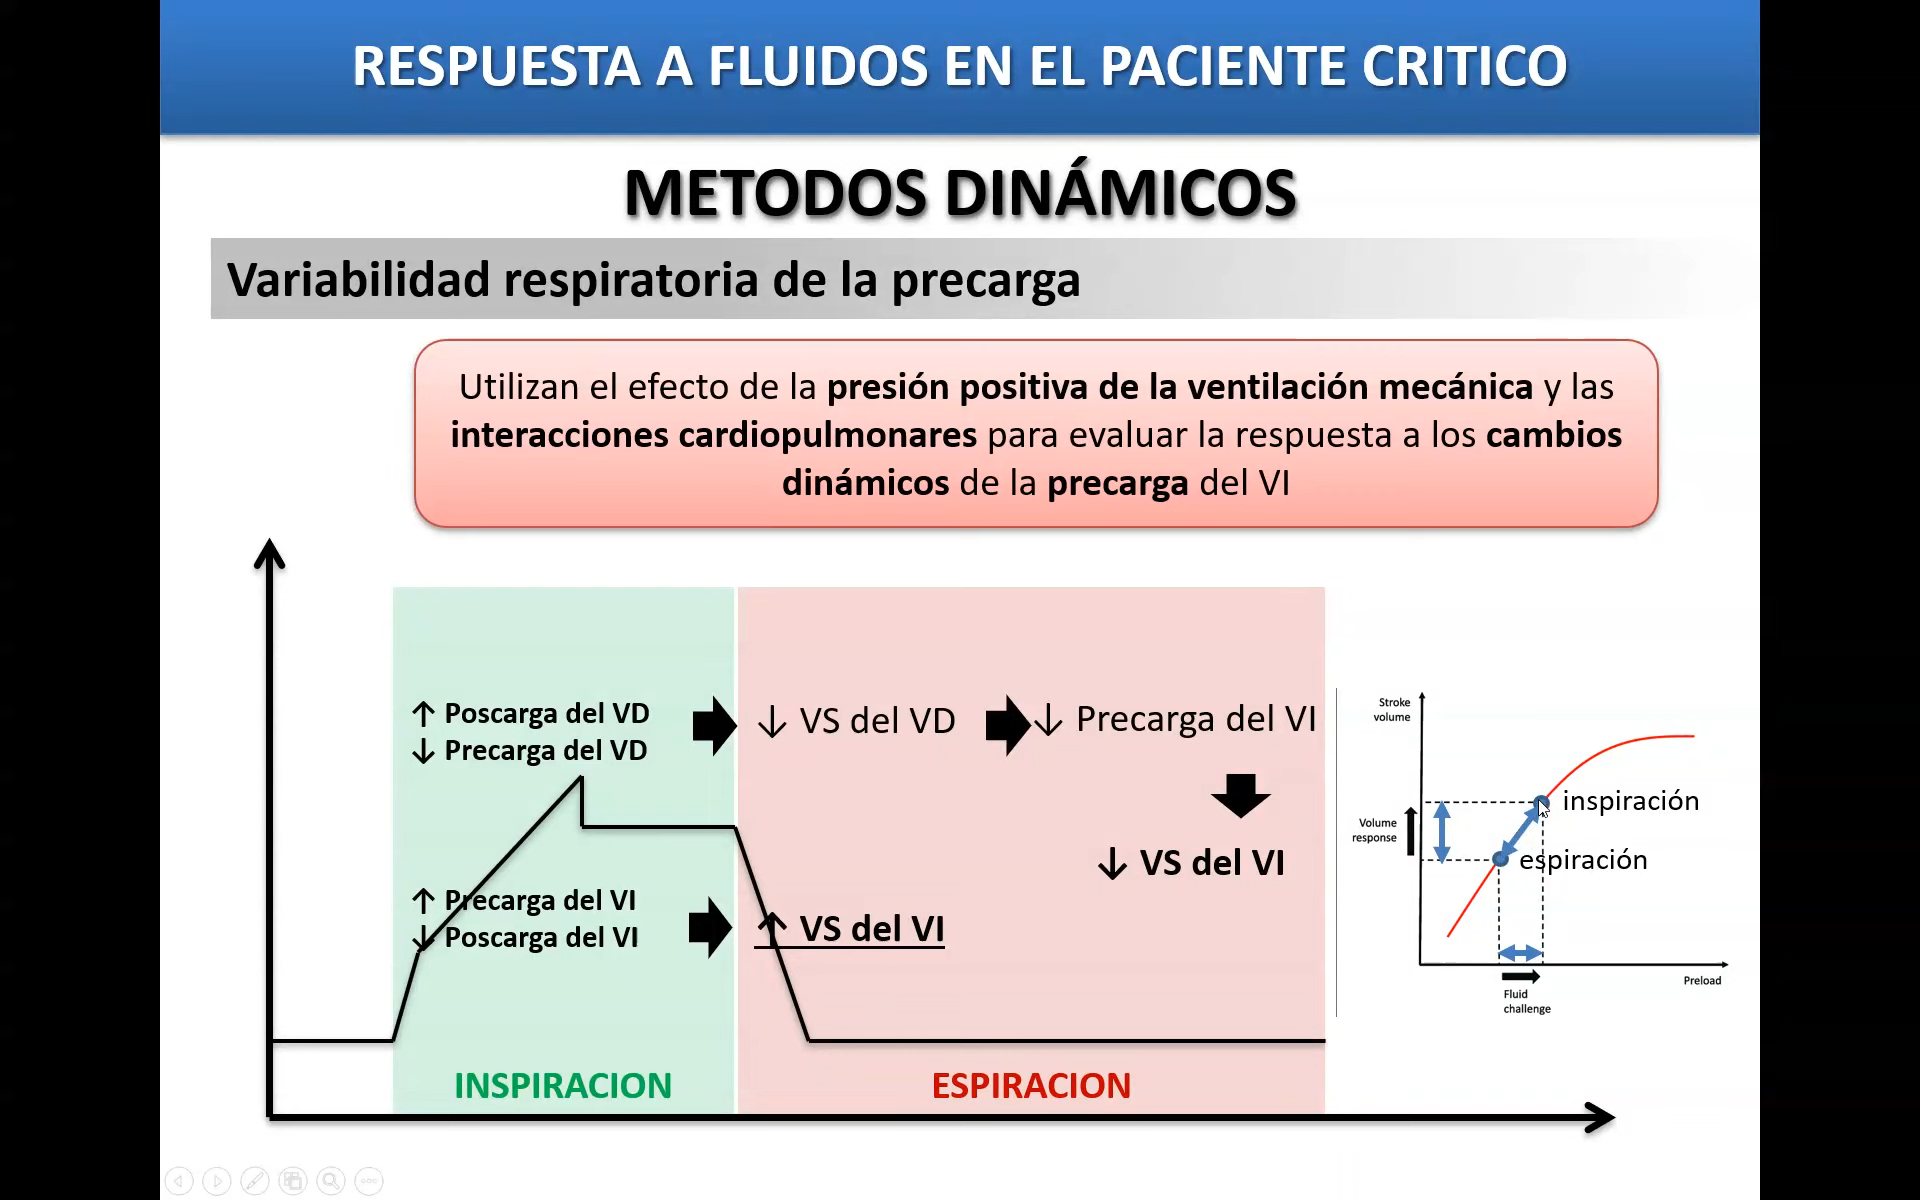 RESPUESTA A FLUIDOS EN EL PACIENTE CRITICO
METODOS DINÁMICOS
Variabilidad respiratoria de la precarga
Utilizan el efecto de la presión positiva de la ventilación mecánica y las
interacciones cardiopulmonares para evaluar la respuesta a los cambios
dinámicos de la precarga del VI
↑ Poscarga del VD
↓ Precarga del VD
↓ VS del VD
↓ Precarga del VI
↓ VS del VI
↑ Precarga del VI
↓ Poscarga del VI
↑ VS del VI
INSPIRACION
ESPIRACION
Stroke
volume
inspiración
Volume
response
espiración
Preload
Fluid
challenge